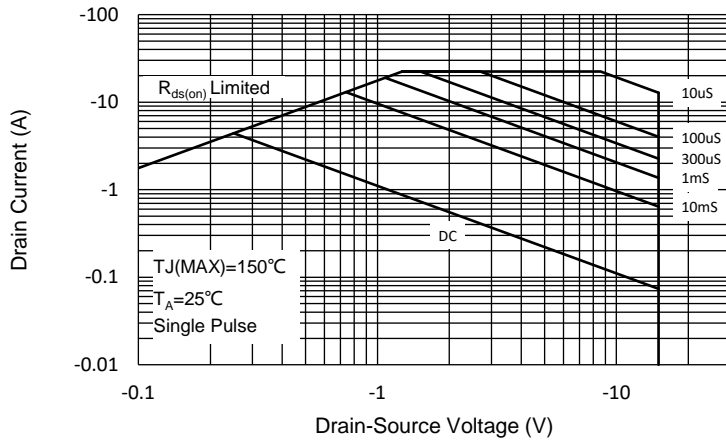 -100
-10
-1
-0.1
-0.01
Drain Current (A)
Rds(on) Limited
10uS
100uS
300uS
1mS
10mS
DC
TJ(MAX)=150℃
TA=25℃
Single Pulse
-0.1
-1
-10
Drain-Source Voltage (V)